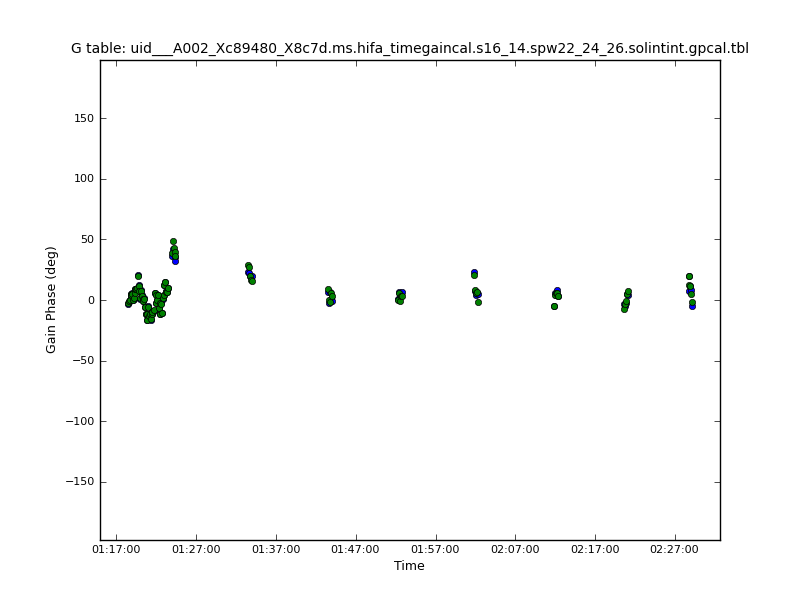 G table: uid___A002_Xc89480_X8c7d.ms.hifa_timegaincal.s16_14.spw22_24_26.solintint.gpcal.tbl
150
100
50
0
−50
−100
−150
Gain Phase (deg)
01:17:00 01:27:00 01:37:00 01:47:00 01:57:00 02:07:00 02:17:00 02:27:00
Time